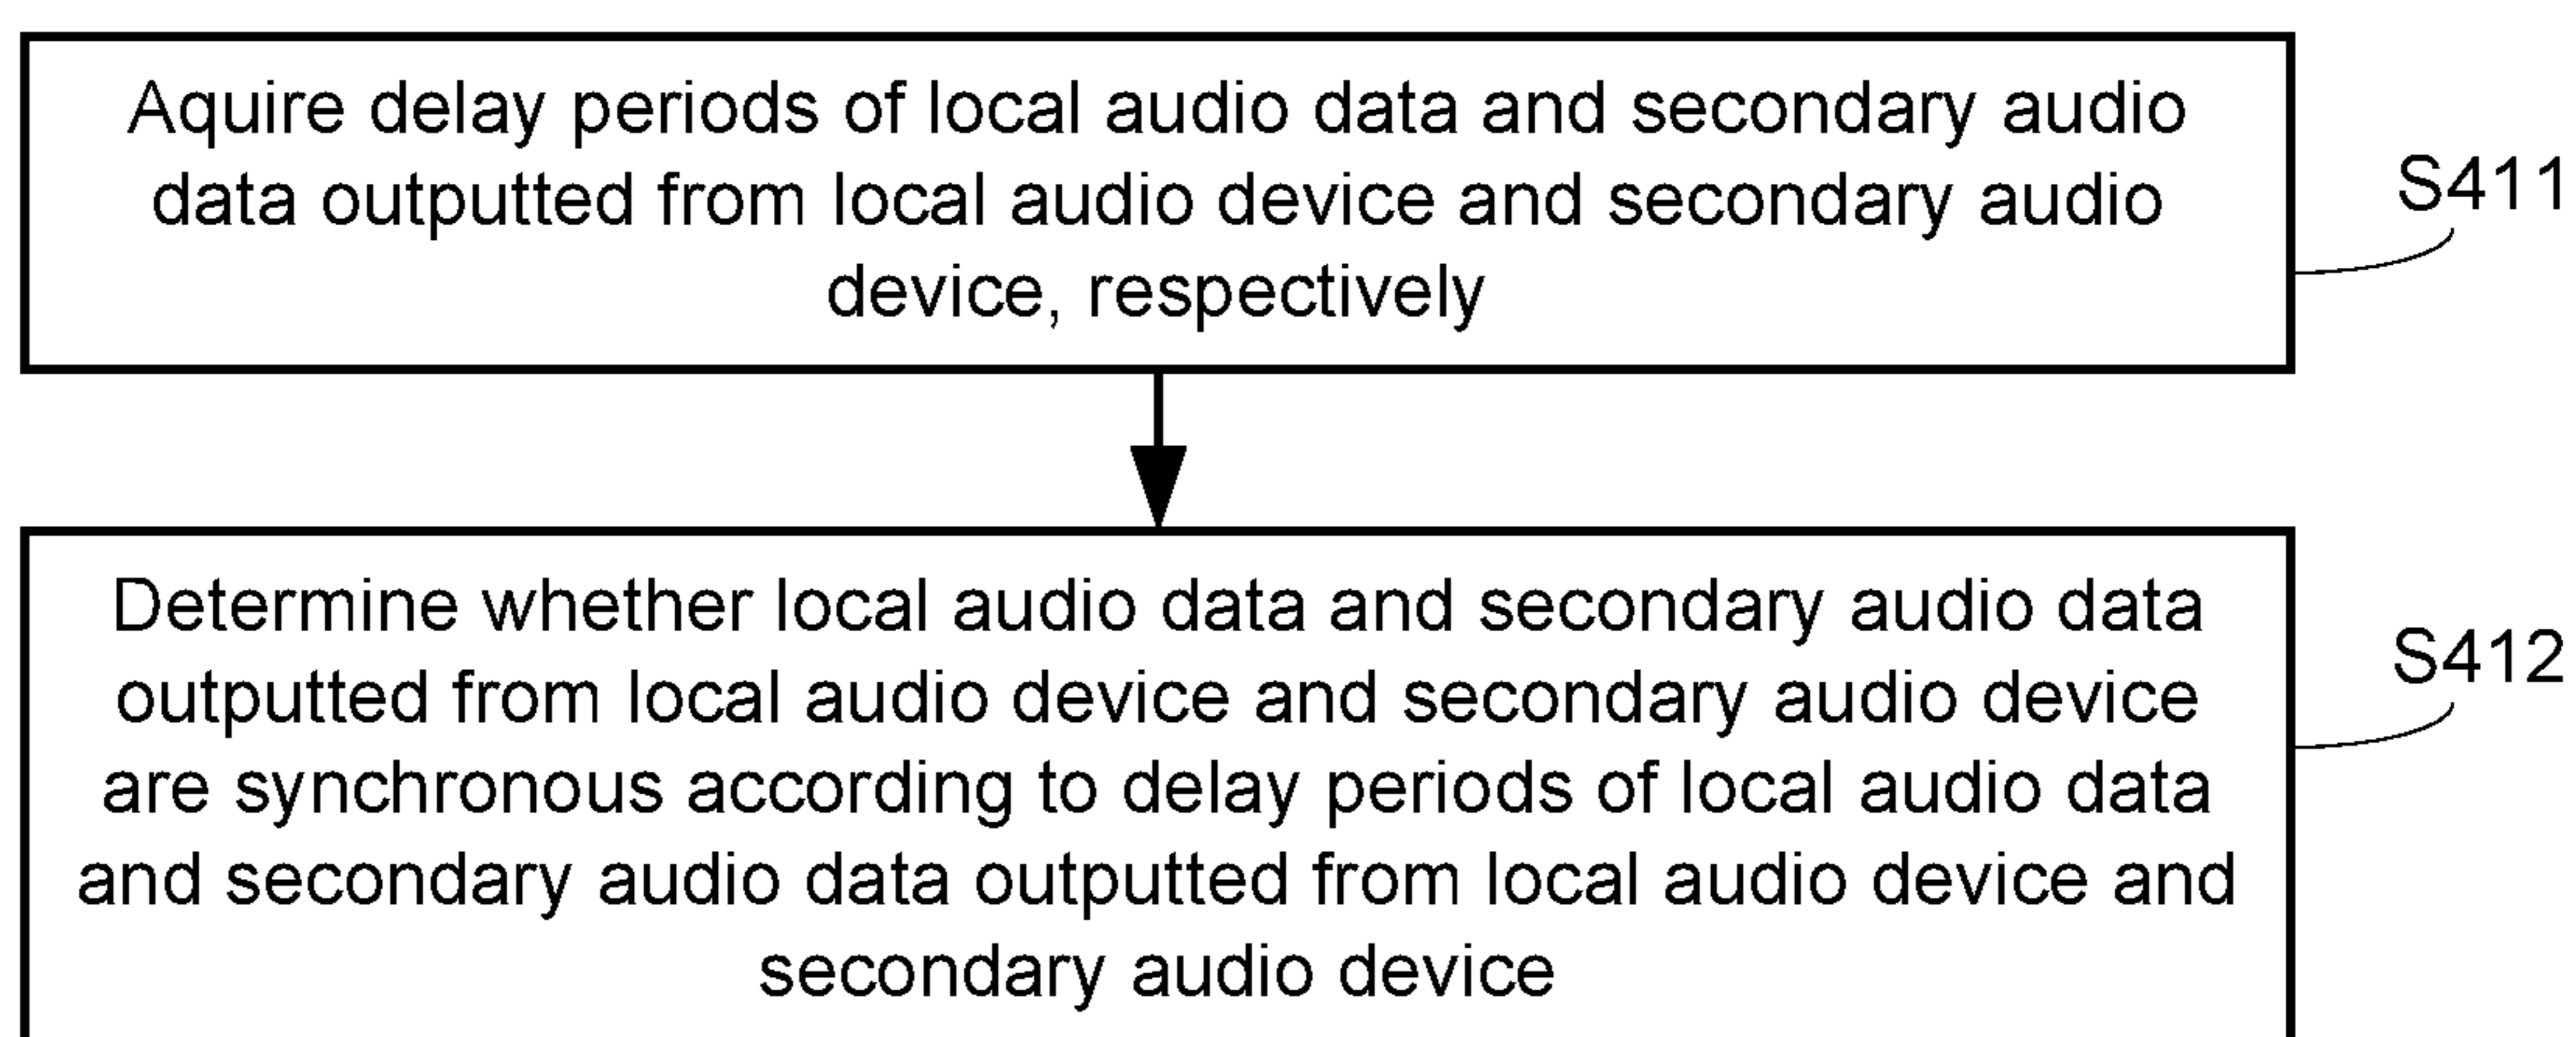 Aquire delay periods of local audio data and secondary audio
data outputted from local audio device and secondary audio
device, respectively
S411
Determine whether local audio data and secondary audio data
outputted from local audio device and secondary audio device
are synchronous according to delay periods of local audio data
and secondary audio data outputted from local audio device and
secondary audio device
S412